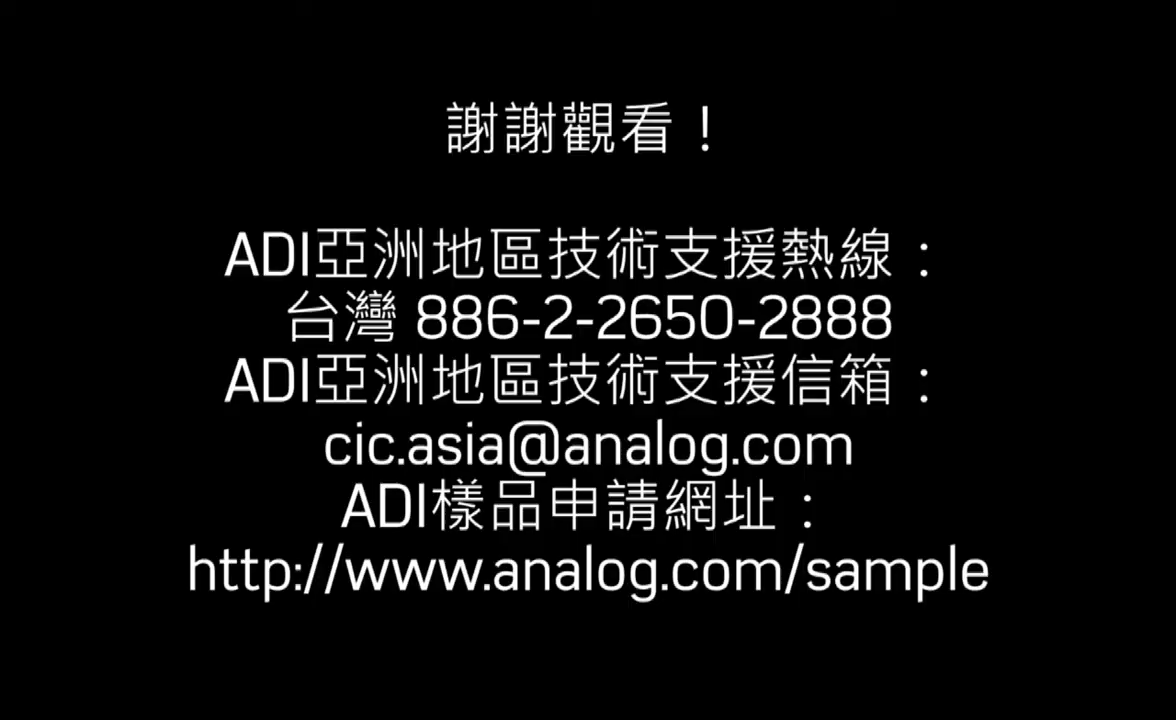 謝謝觀看！
ADI亞洲地區技術支援熱線：
台灣 886-2-2650-2888
ADI亞洲地區技術支援信箱：
cic.asia@analog.com
ADI樣品申請網址：
http://www.analog.com/sample